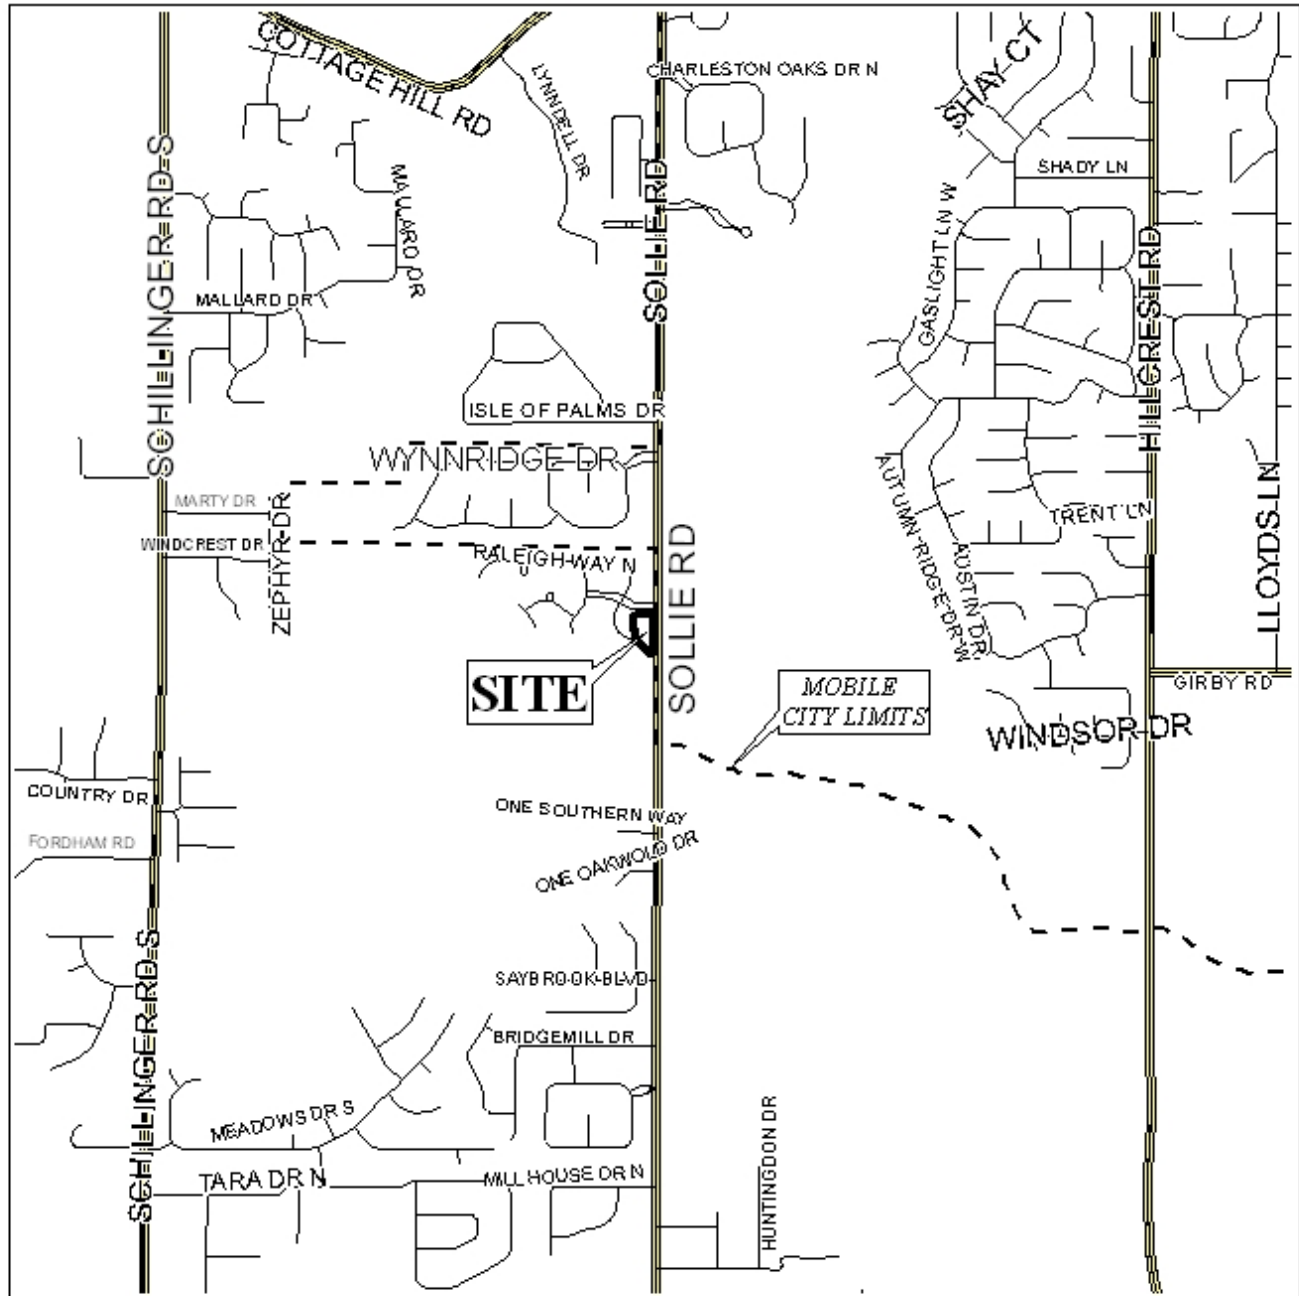 COTTAGE HILL RD
LYNNDELL DR
CHARLESTON OAKS DR N
SHAY CT
SHADY LN
SCHILLINGER RD S
MALLARD DR
SOLLIE RD
GASLIGHT LN W
HILLCREST RD
MALLARD DR
ISLE OF PALMS DR
WYNNRIDGE DR
MARTY DR
ZEPHYR DR
WINDCREST DR
RALEIGH WAY N
SOLLIE RD
AUTUMN RIDGE DR W
AUSTIN DR
TRENT LN
LLOYDS LN
SITE
MOBILE
CITY LIMITS
GIRBY RD
WINDSOR DR
COUNTRY DR
FORDHAM RD
ONE SOUTHERN WAY
ONE OAKWOLD DR
SCHILLINGER RD S
SAYBROOK BLVD
BRIDGEMILL DR
MEADOWS DR S
TARA DR N
MILLHOUSE DR N
HUNTINGDON DR